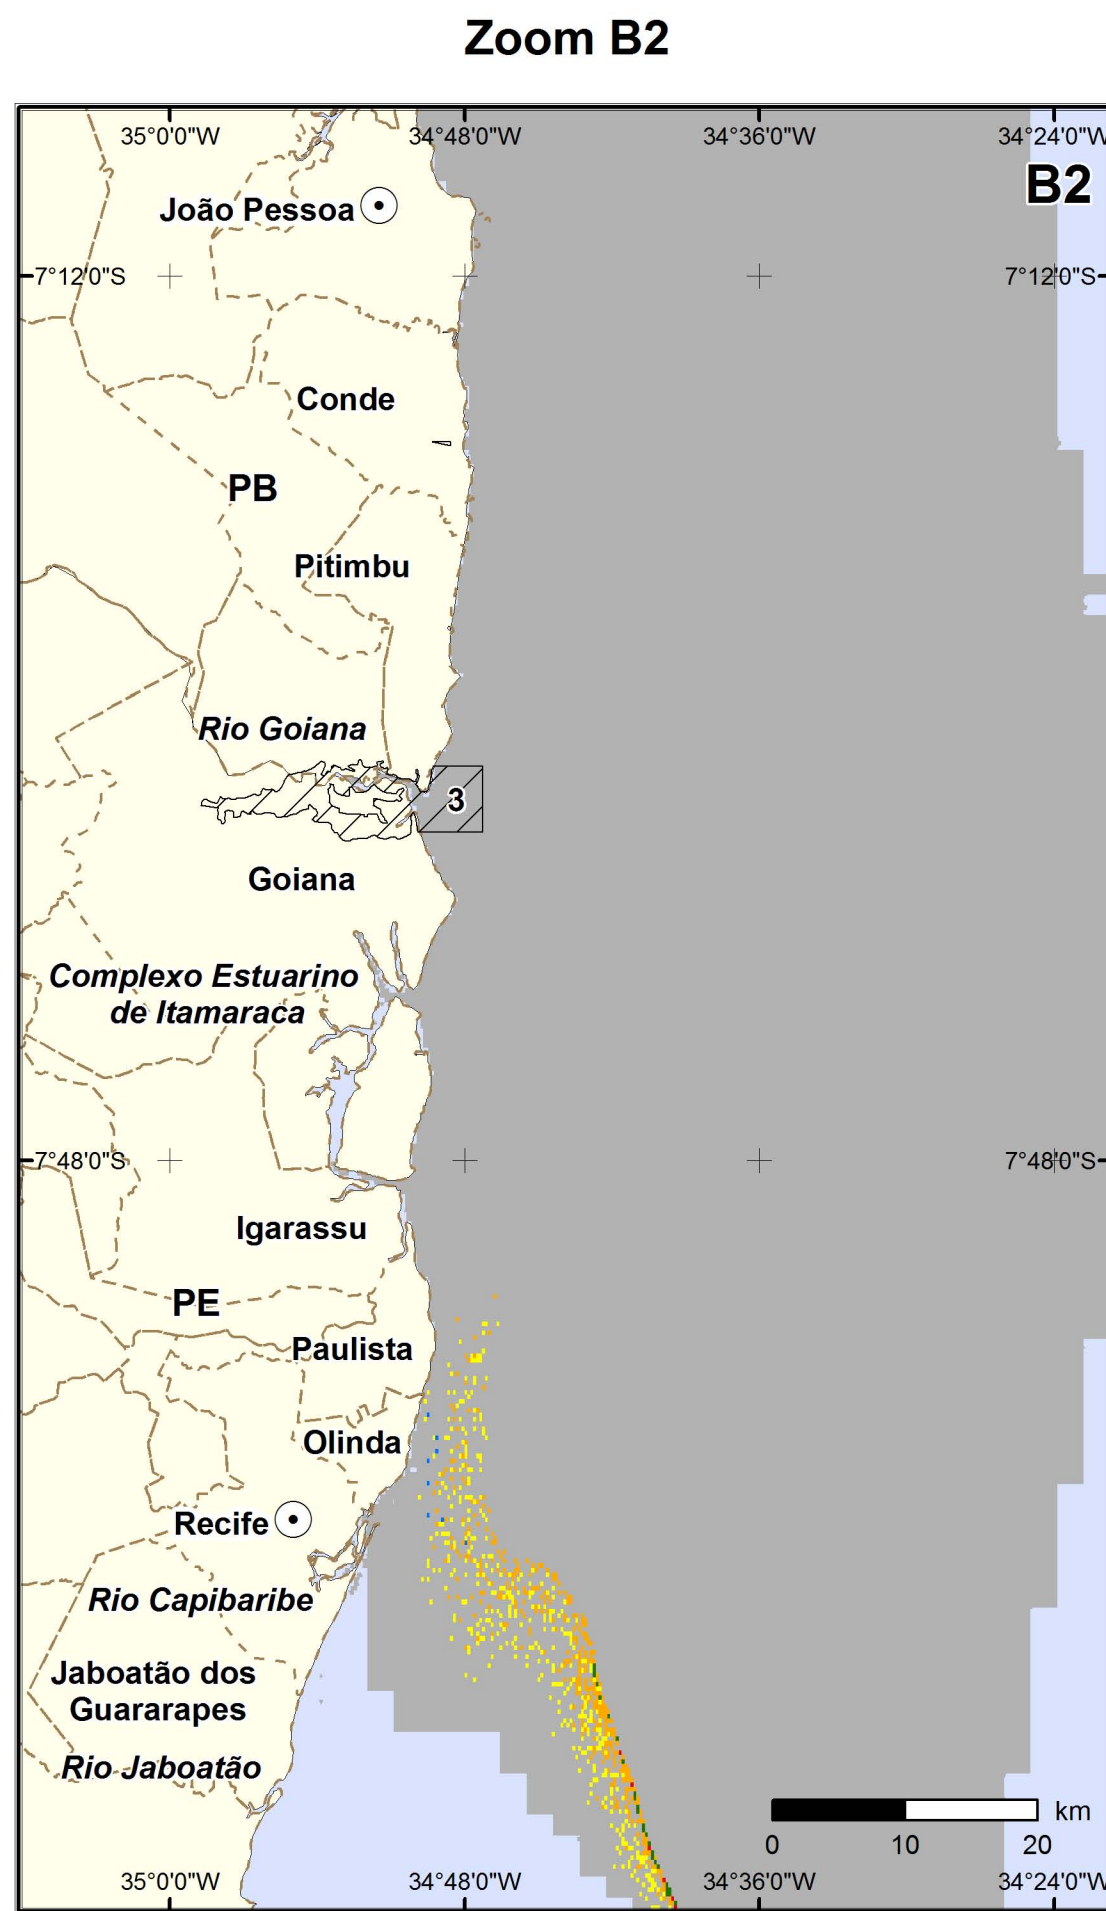 Zoom B2
35°0'0"W
34°48'0"W
34°36'0"W
34°24'0"W
B2
João Pessoa
7°12'0"S
7°12'0"S
Conde
PB
Pitimbu
Rio Goiana
3
Goiana
Complexo Estuarino
de Itamaraca
7°48'0"S
7°48'0"S
Igarassu
PE
Paulista
Olinda
Recife
Rio Capibaribe
Jaboatão dos
Guararapes
Rio Jaboatão
km
0
10
20
35°0'0"W
34°48'0"W
34°36'0"W
34°24'0"W